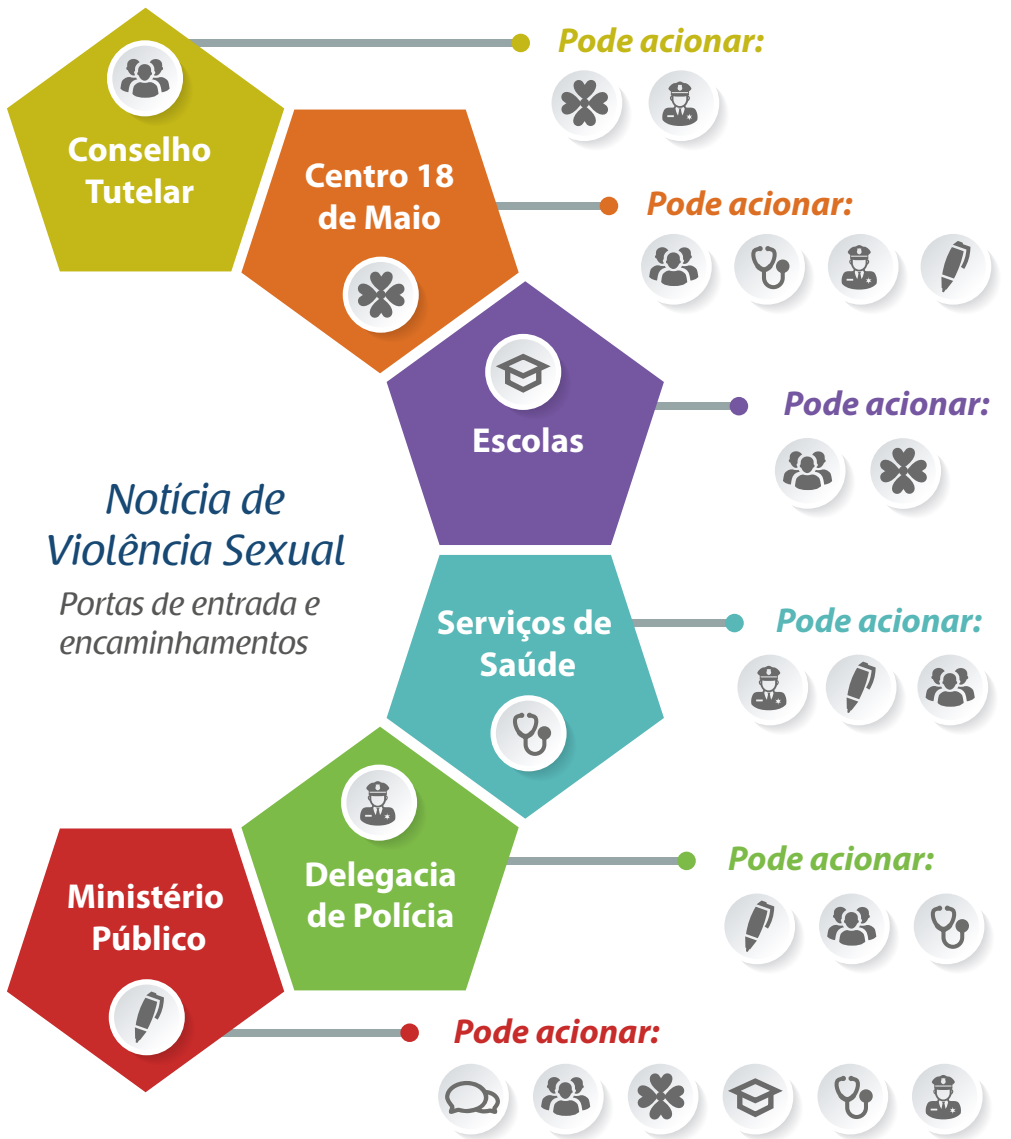 Pode acionar:
Conselho
Tutelar
Centro 18
de Maio
Pode acionar:
Escolas
Pode acionar:
Notícia de
Violência Sexual
Portas de entrada e
encaminhamentos
Serviços de
Saúde
Pode acionar:
Delegacia
de Polícia
Pode acionar:
Ministério
Público
Pode acionar: